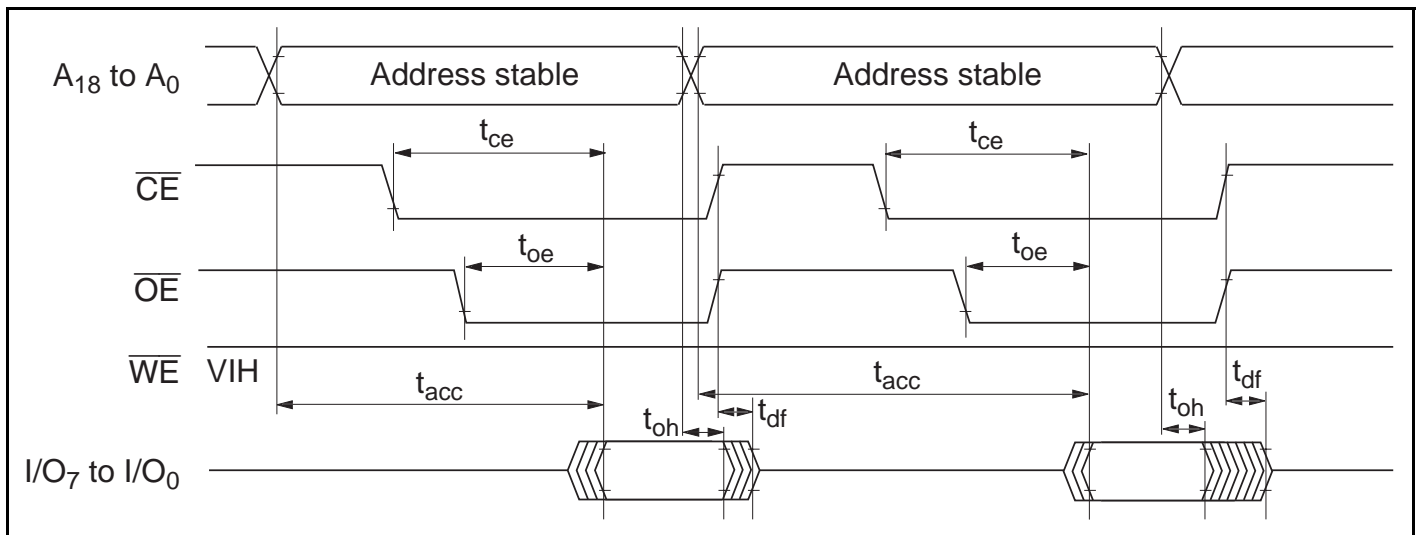 A18 to A0
Address stable
Address stable
tce
tce
CE
toe
toe
OE
WE VIH
tacc
tacc
tdf
toh
tdf
toh
I/O7 to I/O0